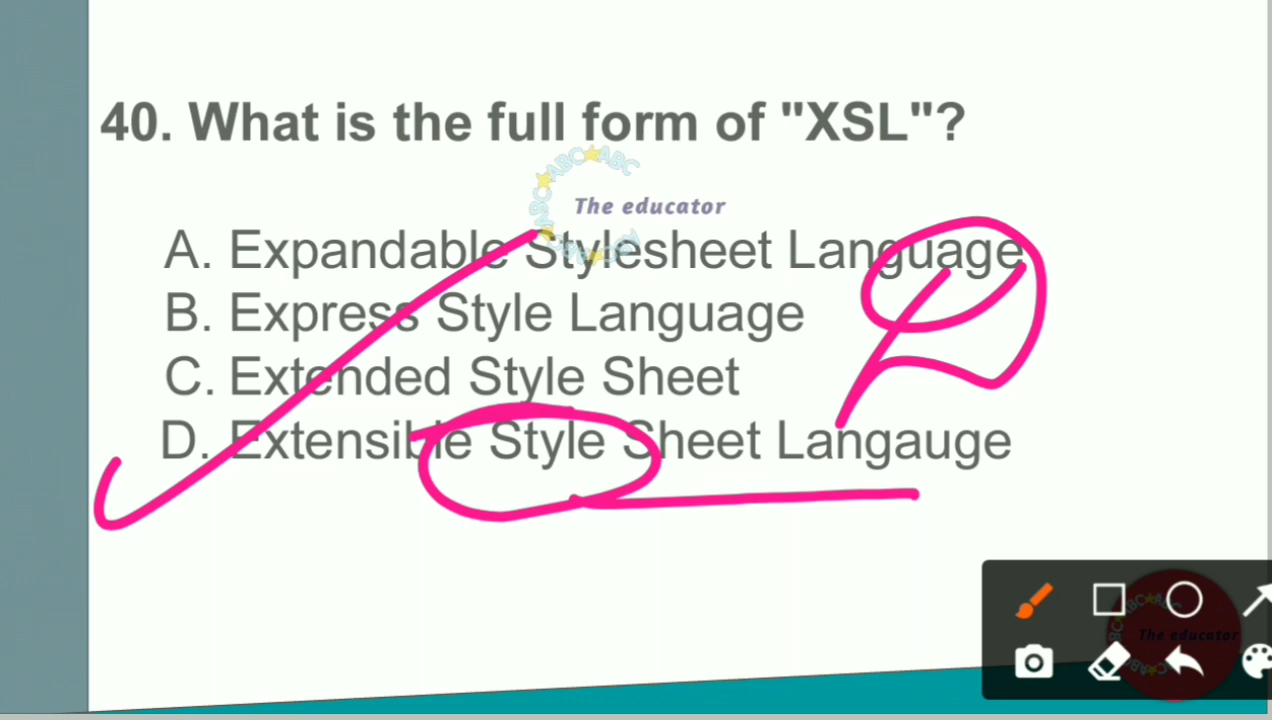 40. What is the full form of "XSL"?
The educator
A. Expandable Stylesheet Language
B. Express Style Language
C. Extended Style Sheet
D. Extensible Style Sheet Langauge
The educator